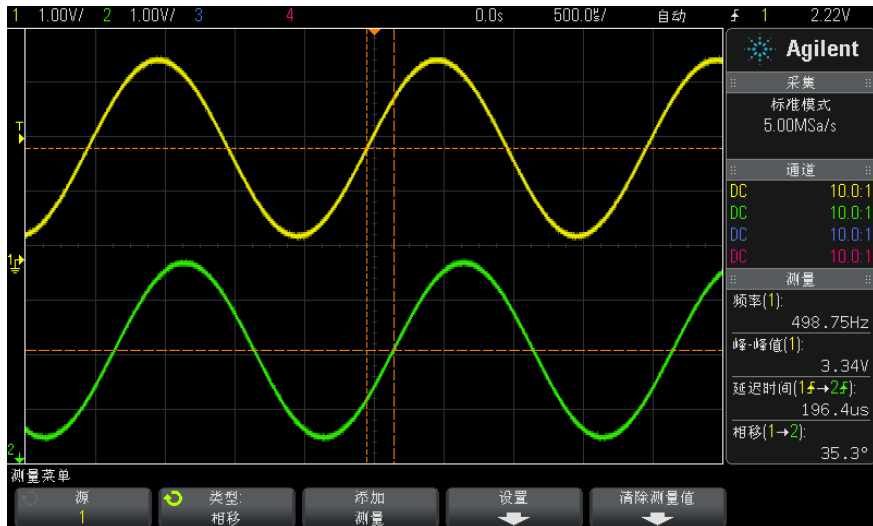 1 1.00V/ 2 1.00V/ 3 4 0.0s 500.0㎲/ 自动 1 2.22V
Agilent
采集
标准模式
5.00MSa/s
通道
DC 10.0:1
DC 10.0:1
DC 10.0:1
DC 10.0:1
测量
频率(1):
498.75Hz
峰-峰值(1):
3.34V
延迟时间(1→2):
196.4us
相移(1→2):
35.3°
T
1
2
测量菜单
源
1
类型:
相移
添加
测量
设置
清除测量值